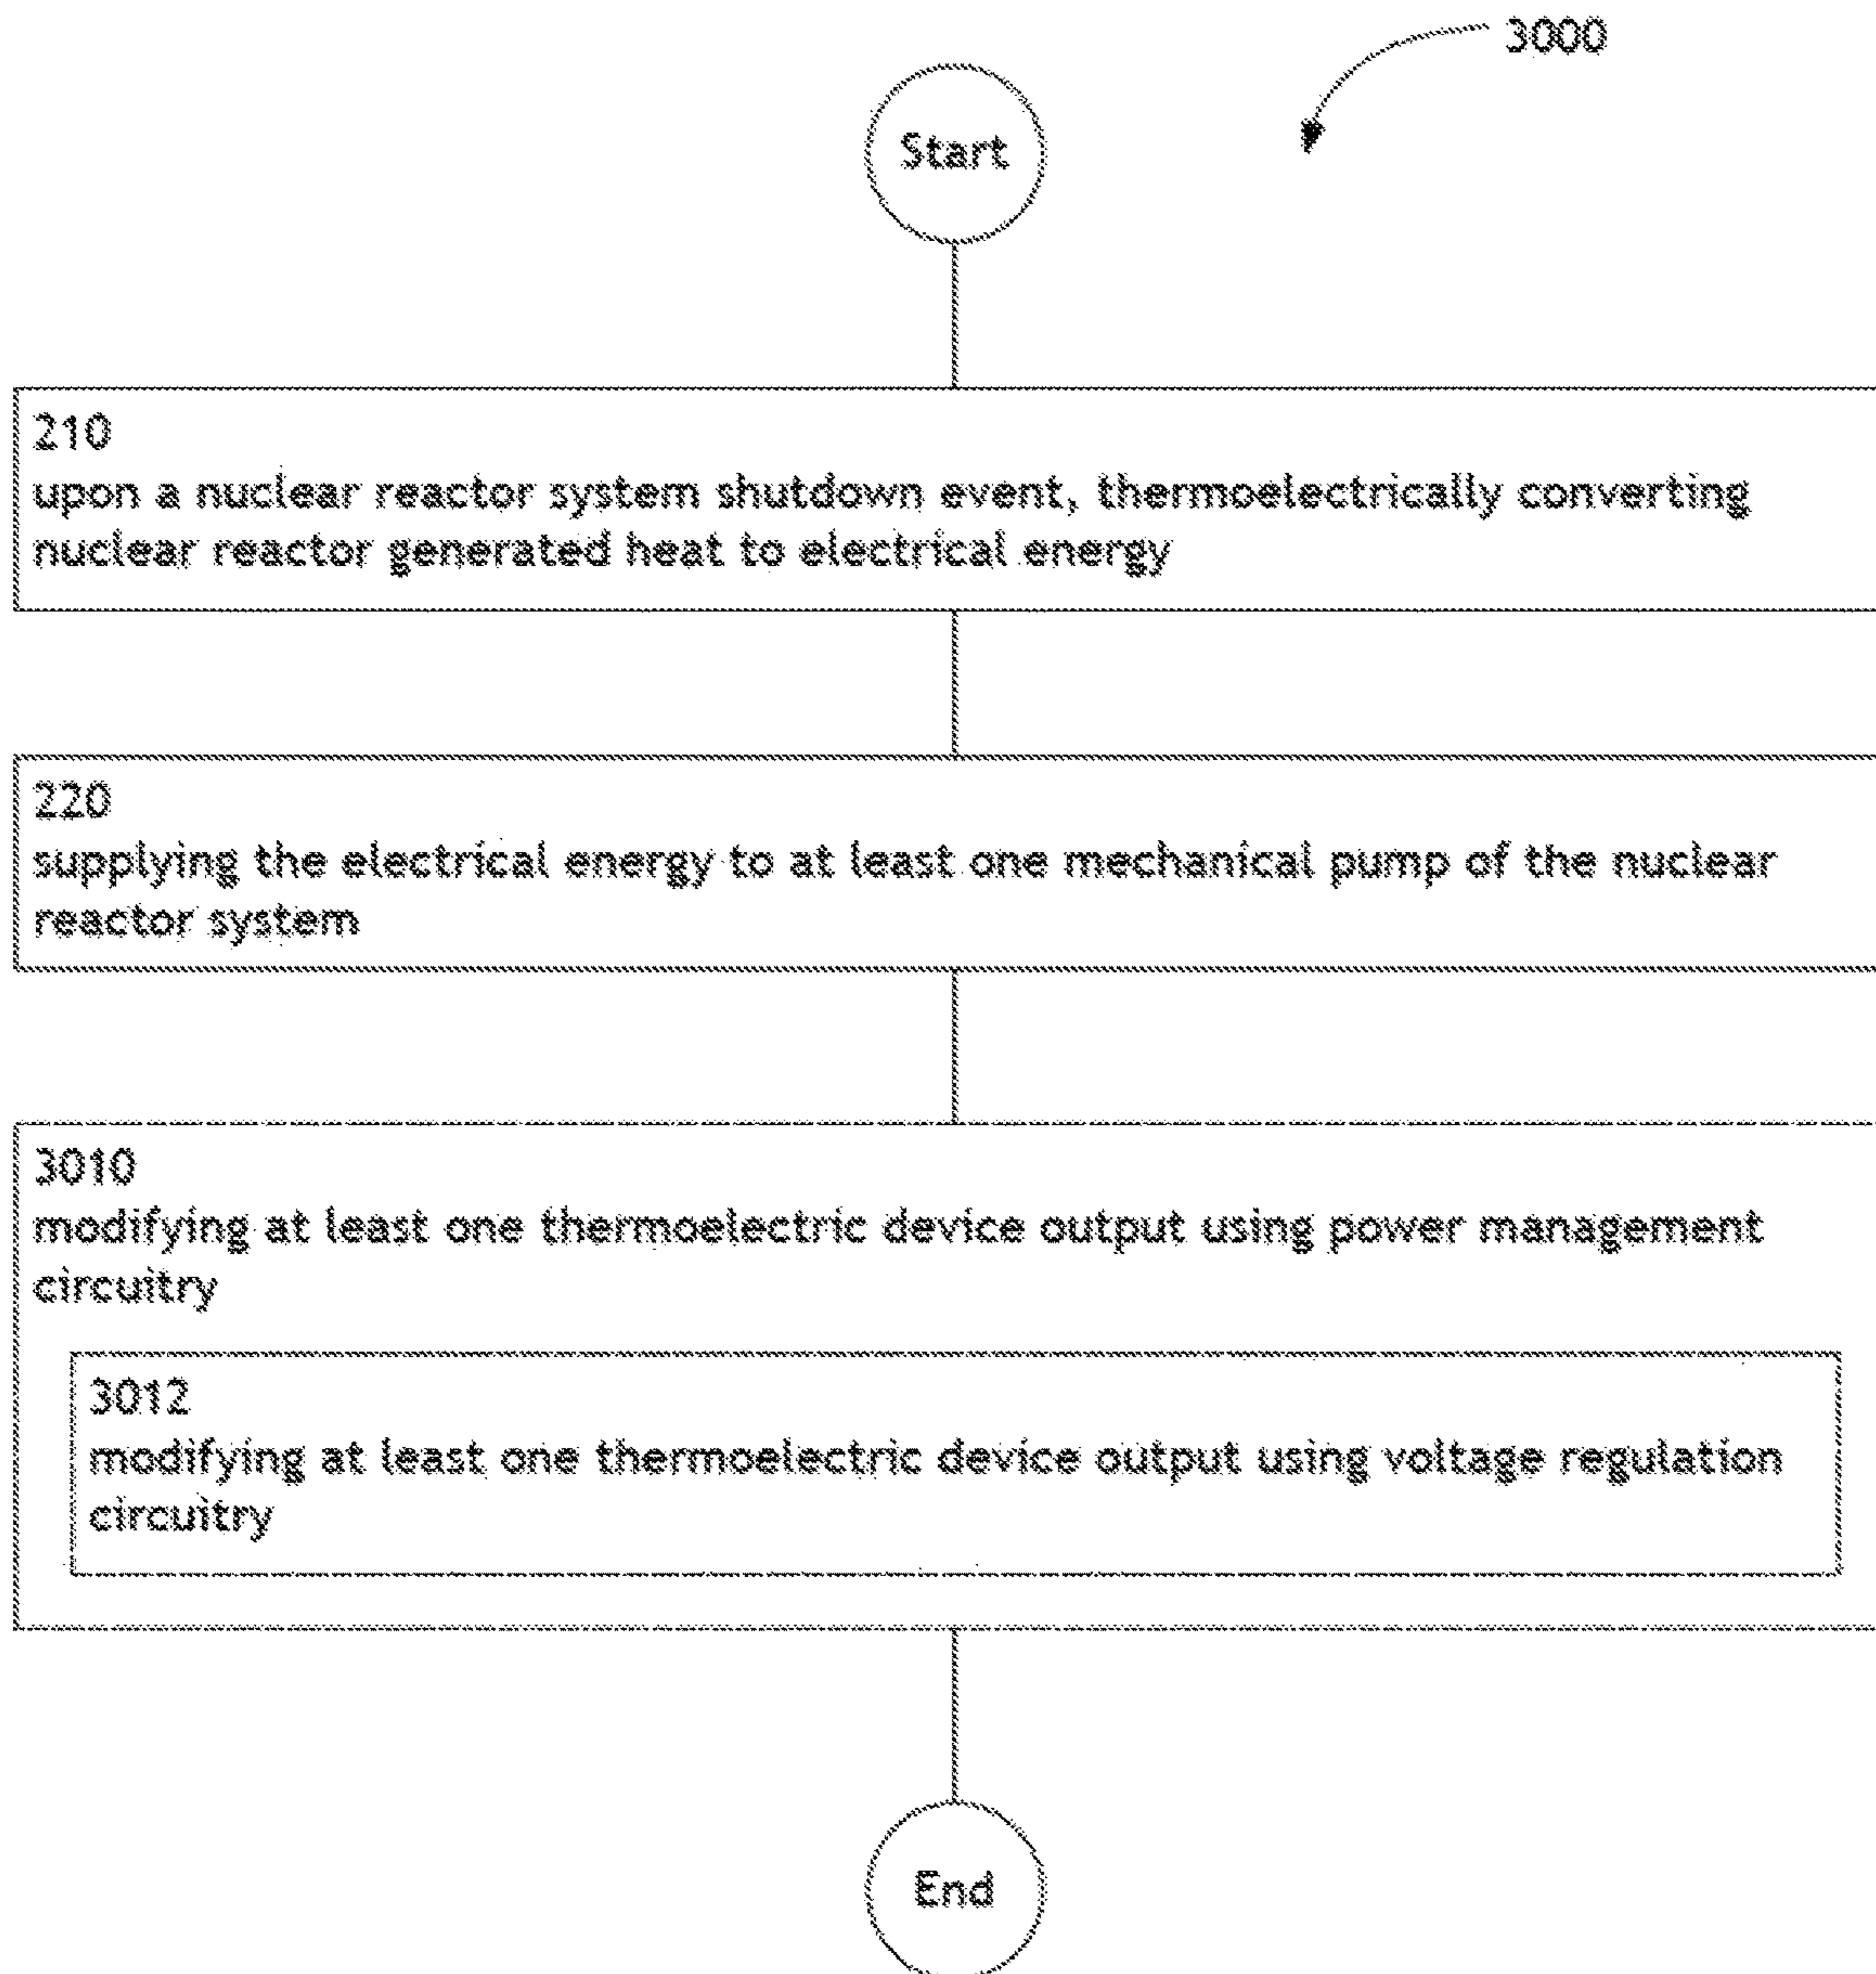 3000
Start
210
upon a nuclear reactor system shutdown event, thermoelectrically converting
nuclear reactor generated heat to electrical energy
220
supplying the electrical energy to at least one mechanical pump of the nuclear
reactor system
3010
modifying at least one thermoelectric device output using power management
circuitry
3012
modifying at least one thermoelectric device output using voltage regulation
circuitry
End